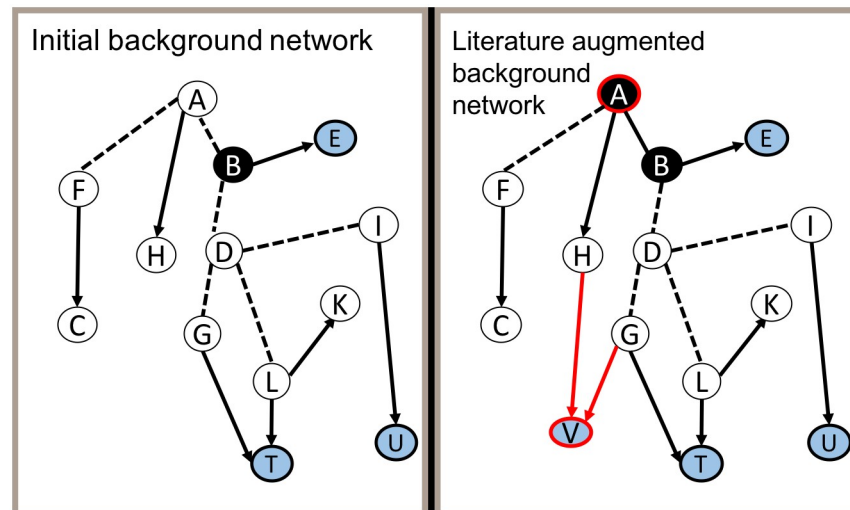 Initial background network
A
B
E
F
D
I
H
C
G
K
L
T
U
Literature augmented
background
network
A
B
E
F
D
I
H
C
G
K
L
V
T
U